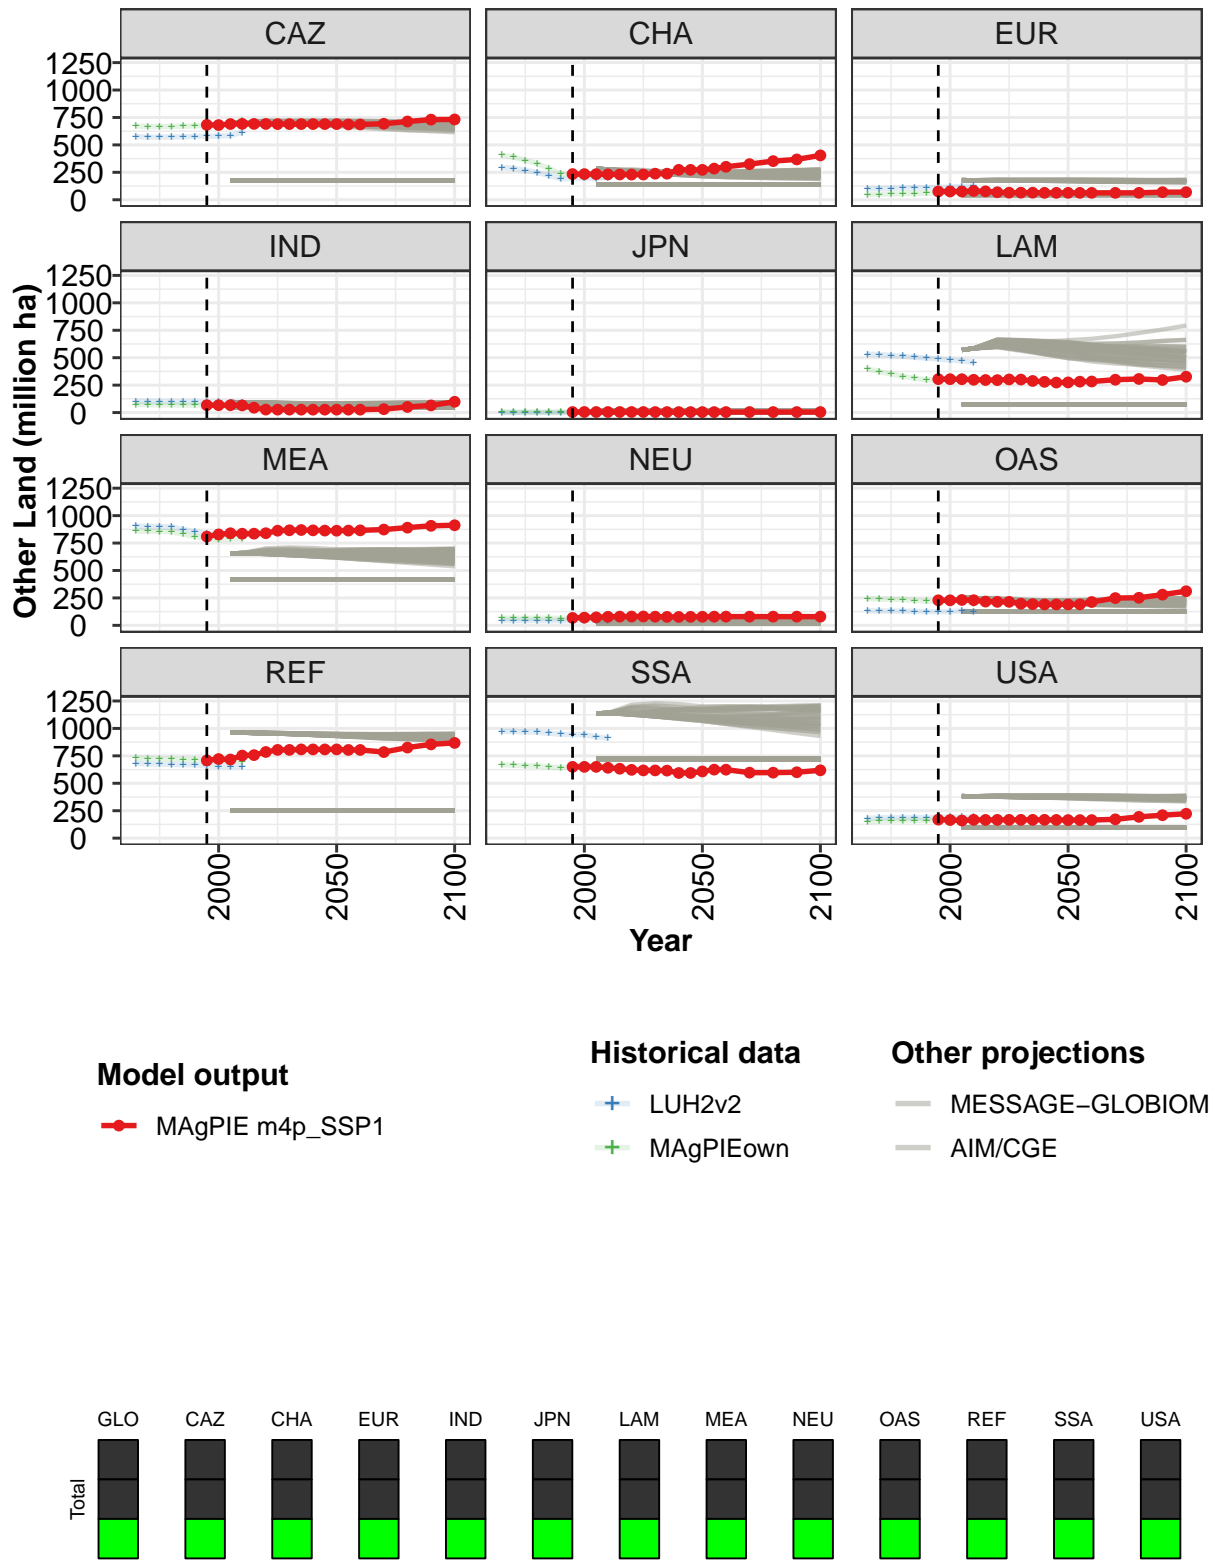 CAZ CHA EUR
1250
1000
750
500
250
0
IND JPN LAM
1250
1000
750
500
250
0
MEA NEU OAS
1250
1000
750
500
250
0
REF SSA USA
1250
1000
750
500
250
0
Other Land (million ha)
2000 2050 2100 2000 2050 2100 2000 2050 2100
Year
Model output
MAgPIE m4p_SSP1
Historical data
LUH2v2
MAgPIEown
Other projections
MESSAGE−GLOBIOM
AIM/CGE
GLO CAZ CHA EUR IND JPN LAM MEA NEU OAS REF SSA USA
Total